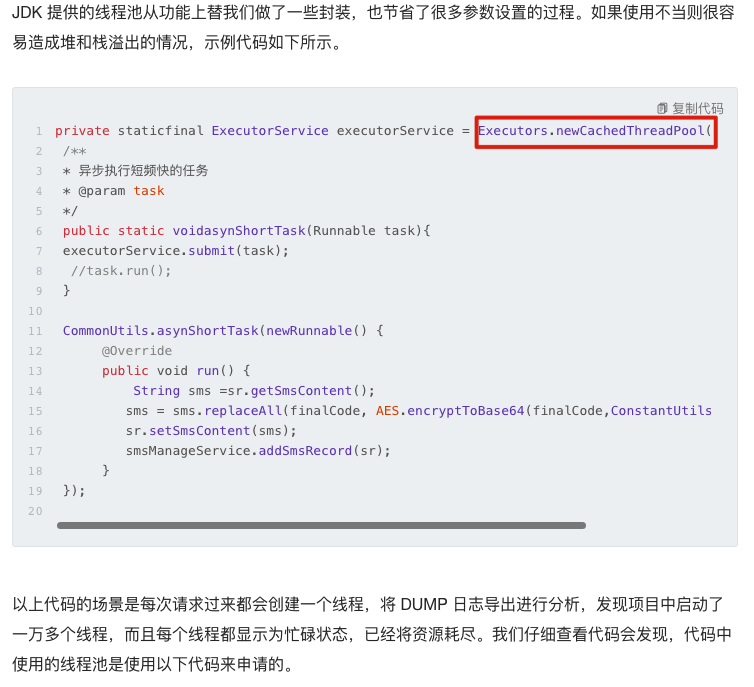 JDK 提供的线程池从功能上替我们做了一些封装，也节省了很多参数设置的过程。如果使用不当则很容
易造成堆和栈溢出的情况，示例代码如下所示。
复制代码
1 private staticfinal ExecutorService executorService = Executors.newCachedThreadPool(
2 /**
3 * 异步执行短频快的任务
4 * @param task
5 */
6 public static voidasynShortTask(Runnable task){
7 executorService.submit(task);
8 //task.run();
9 }
10
11 CommonUtils.asynShortTask(newRunnable() {
12 @Override
13 public void run() {
14 String sms =sr.getSmsContent();
15 sms = sms.replaceAll(finalCode, AES.encryptToBase64(finalCode,ConstantUtils
16 sr.setSmsContent(sms);
17 smsManageService.addSmsRecord(sr);
18 }
19 });
20
以上代码的场景是每次请求过来都会创建一个线程，将 DUMP 日志导出进行分析，发现项目中启动了
一万多个线程，而且每个线程都显示为忙碌状态，已经将资源耗尽。我们仔细查看代码会发现，代码中
使用的线程池是使用以下代码来申请的。